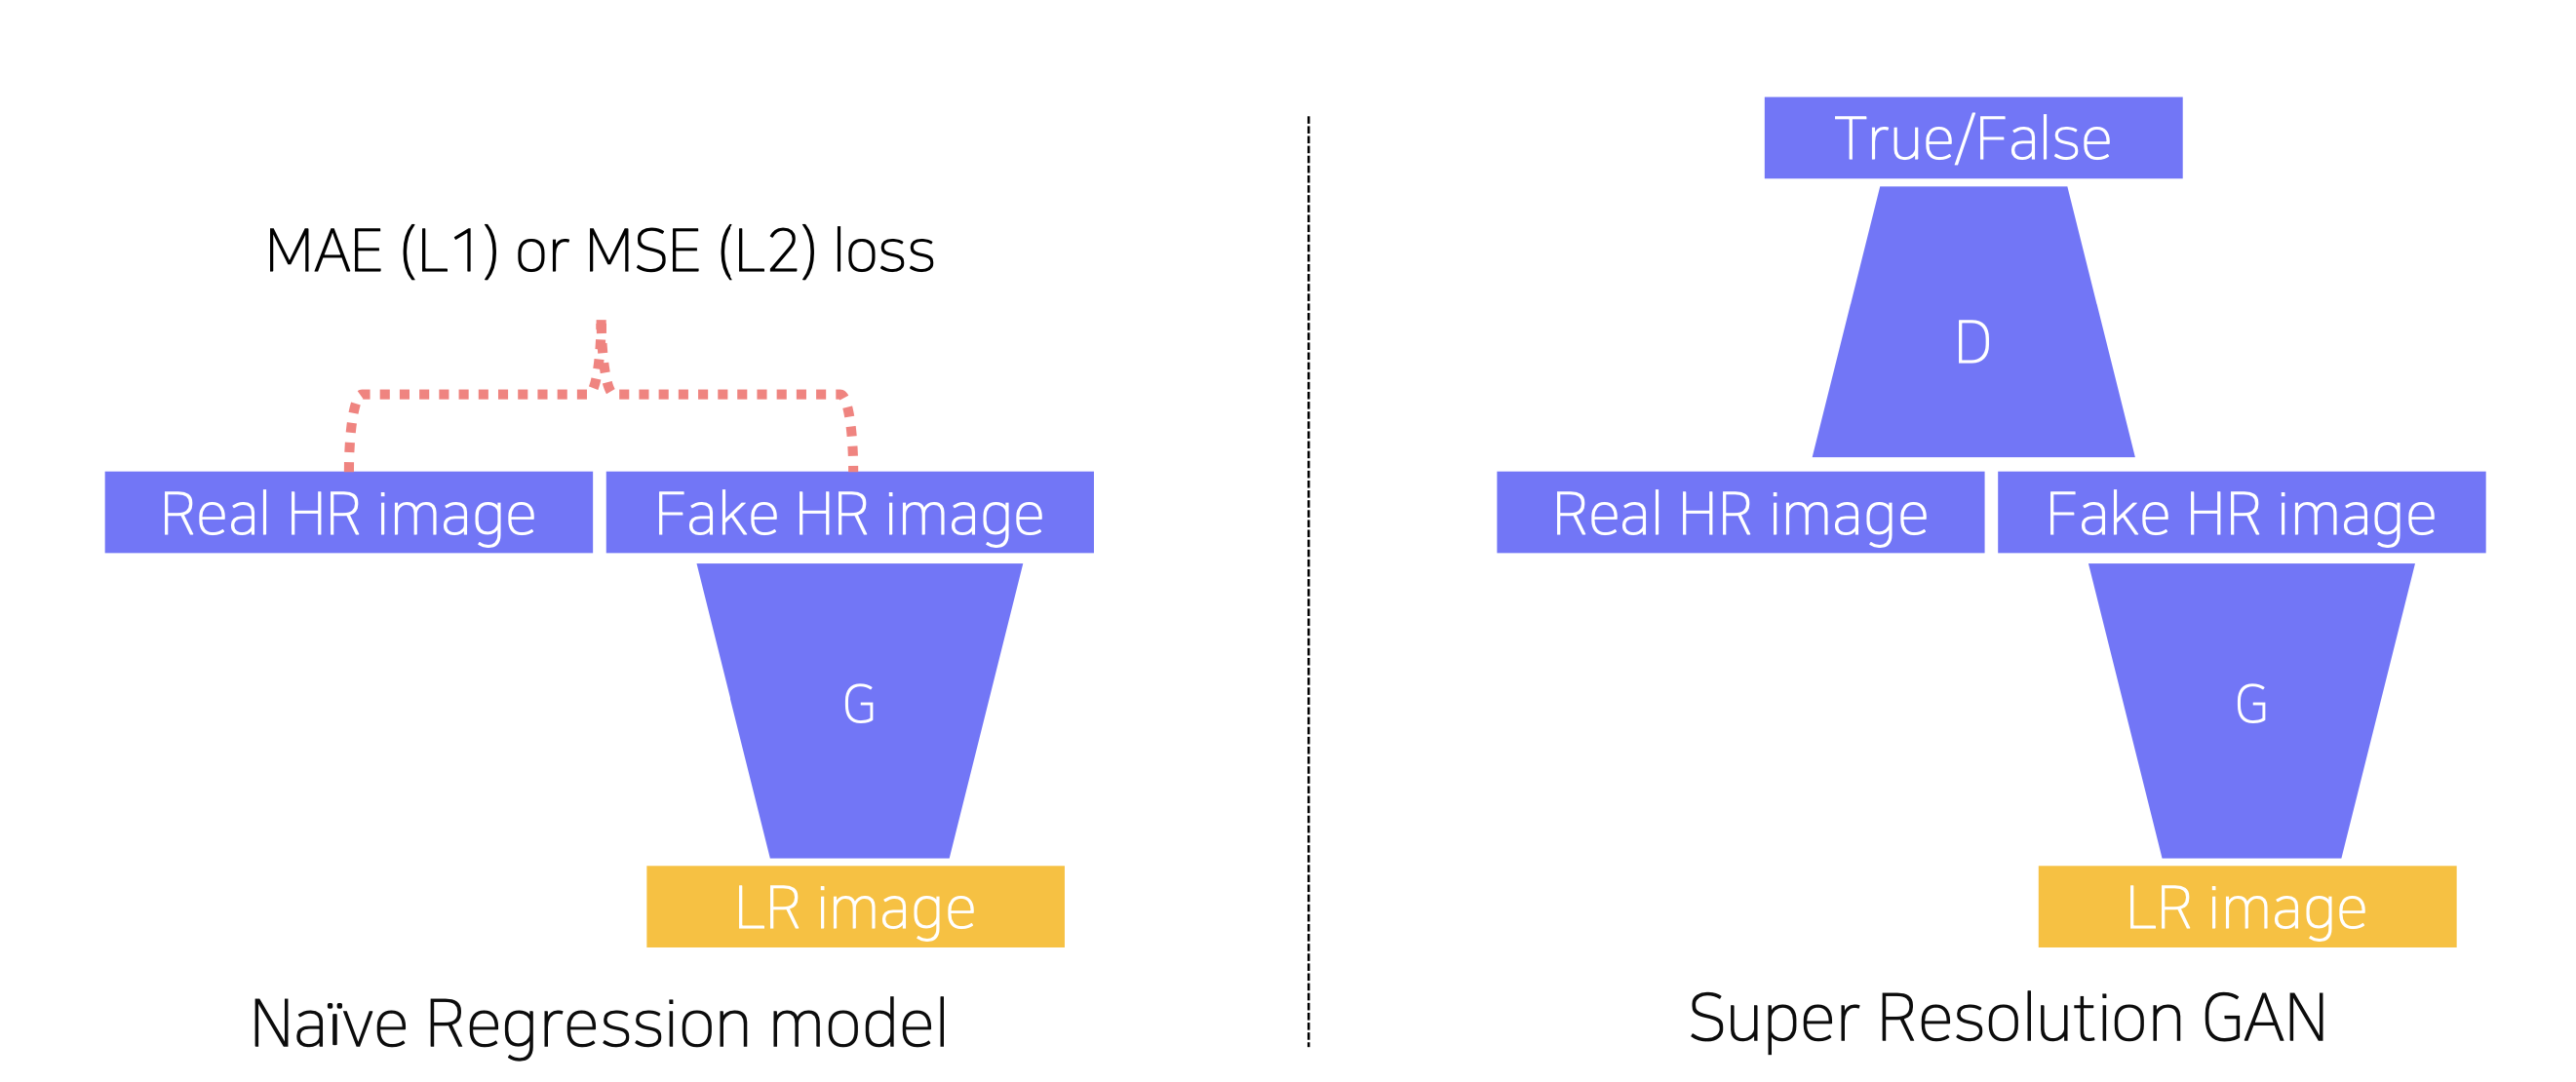 MAE (L1) or MSE (L2) loss
Real HR image
Fake HR image
G
LR image
Naïve Regression model
True/False
D
Real HR image
Fake HR image
G
LR image
Super Resolution GAN